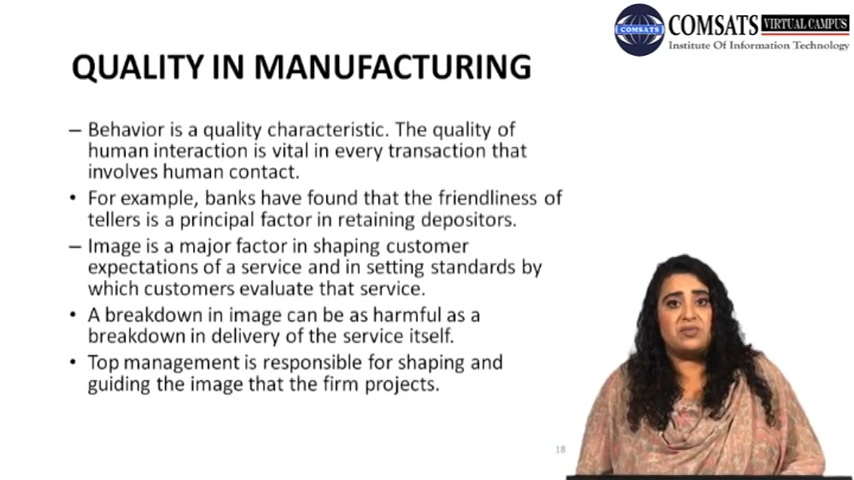 COMSATS VIRTUAL CAMPUS
COMSATS
Institute Of Information Technology
QUALITY IN MANUFACTURING
– Behavior is a quality characteristic. The quality of
human interaction is vital in every transaction that
involves human contact.
• For example, banks have found that the friendliness of
tellers is a principal factor in retaining depositors.
– Image is a major factor in shaping customer
expectations of a service and in setting standards by
which customers evaluate that service.
• A breakdown in image can be as harmful as a
breakdown in delivery of the service itself.
• Top management is responsible for shaping and
guiding the image that the firm projects.
18